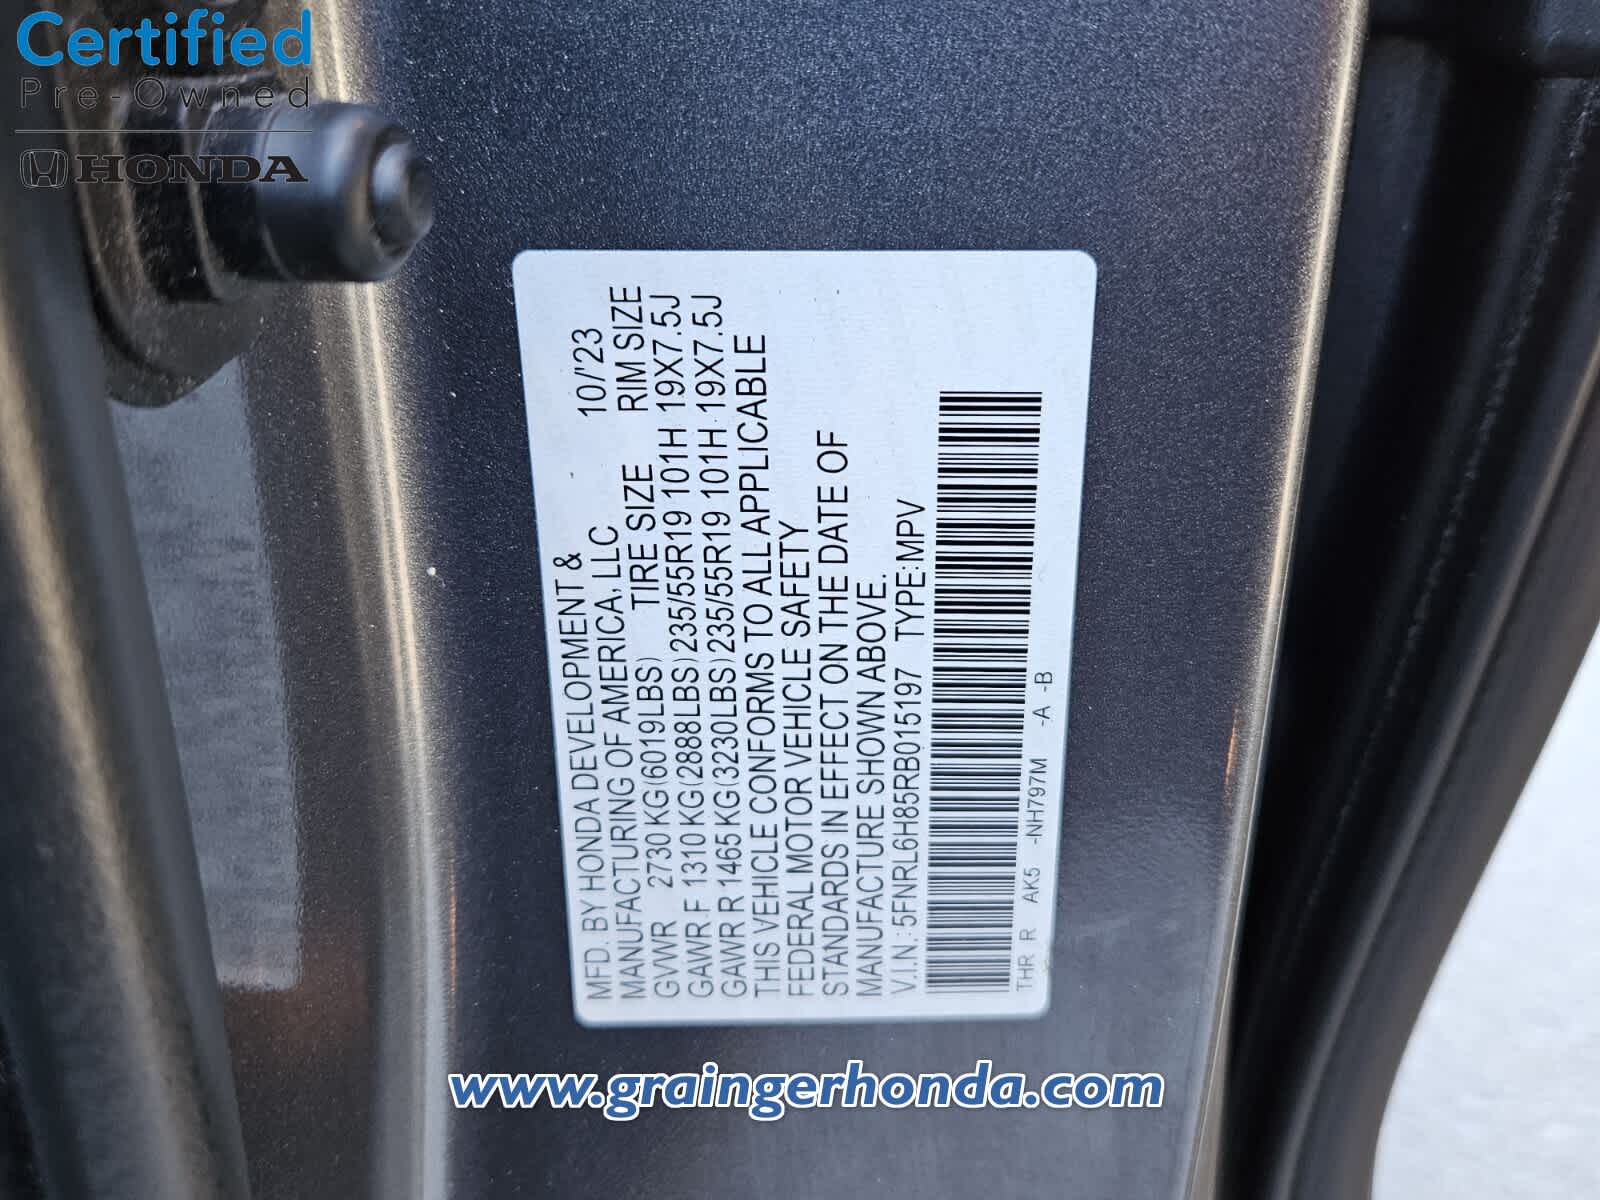 Certified
Pre-Owned
HONDA
MFD. BY HONDA DEVELOPMENT &
MANUFACTURING OF AMERICA, LLC 10/'23
GVWR 2730 KG(6019LBS) TIRE SIZE RIM SIZE
GAWR F 1310 KG(2888LBS)235/55R19 101H 19X7.5J
GAWR R 1465 KG(3230LBS)235/55R19 101H 19X7.5J
THIS VEHICLE CONFORMS TO ALL APPLICABLE
FEDERAL MOTOR VEHICLE SAFETY
STANDARDS IN EFFECT ON THE DATE OF
MANUFACTURE SHOWN ABOVE.
V.I.N.:5FNRL6H85RB015197 TYPE:MPV
THR R AK5 -NH797M -A -B
www.graingerhonda.com